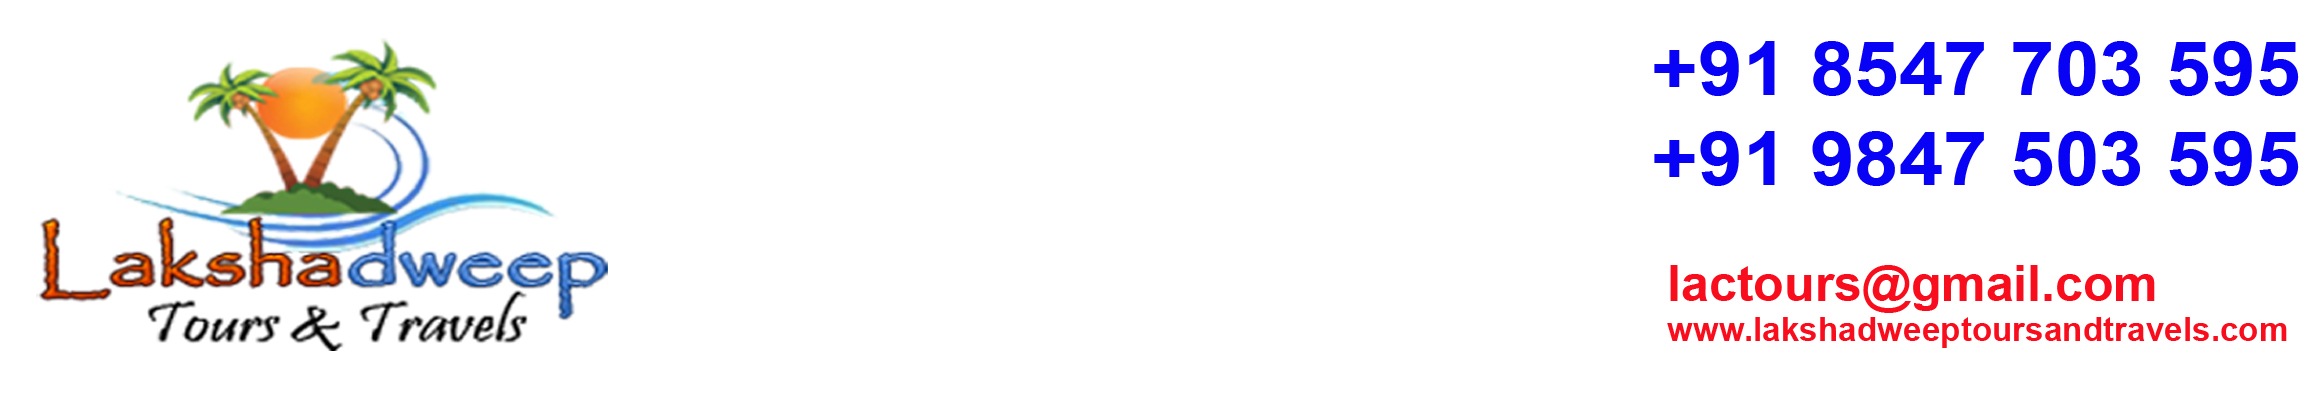 Lakshadweep
Tours & Travels
+91 8547 703 595
+91 9847 503 595
lactours@gmail.com
www.lakshadweeptoursandtravels.com